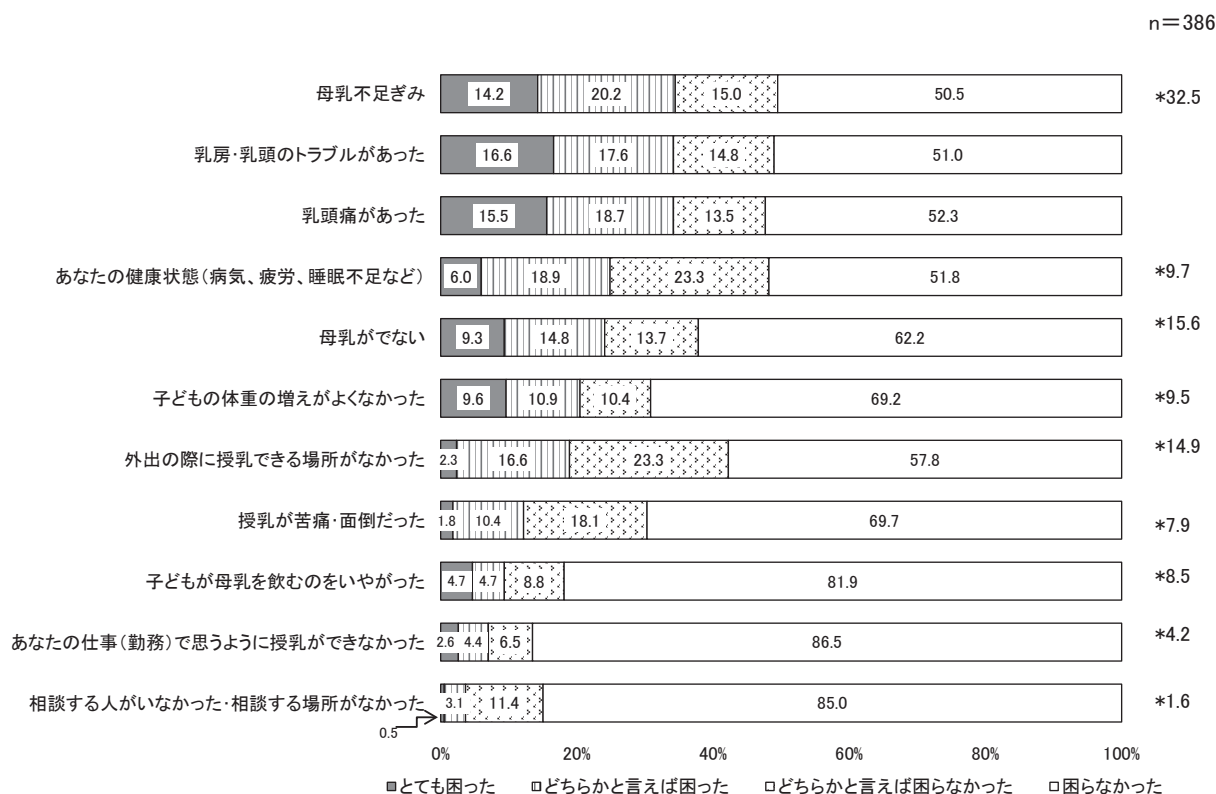 n＝386
母乳不足ぎみ 14.2 20.2 15.0 50.5 *32.5
乳房・乳頭のトラブルがあった 16.6 17.6 14.8 51.0
乳頭痛があった 15.5 18.7 13.5 52.3
あなたの健康状態（病気、疲労、睡眠不足など） 6.0 18.9 23.3 51.8 *9.7
母乳がでない 9.3 14.8 13.7 62.2 *15.6
子どもの体重の増えがよくなかった 9.6 10.9 10.4 69.2 *9.5
外出の際に授乳できる場所がなかった 2.3 16.6 23.3 57.8 *14.9
授乳が苦痛・面倒だった 1.8 10.4 18.1 69.7 *7.9
子どもが母乳を飲むのをいやがった 4.7 4.7 8.8 81.9 *8.5
あなたの仕事（勤務）で思うように授乳ができなかった 2.6 4.4 6.5 86.5 *4.2
相談する人がいなかった・相談する場所がなかった 3.1 11.4 85.0 *1.6
0.5
0% 20% 40% 60% 80% 100%
とても困った どちらかと言えば困った どちらかと言えば困らなかった 困らなかった